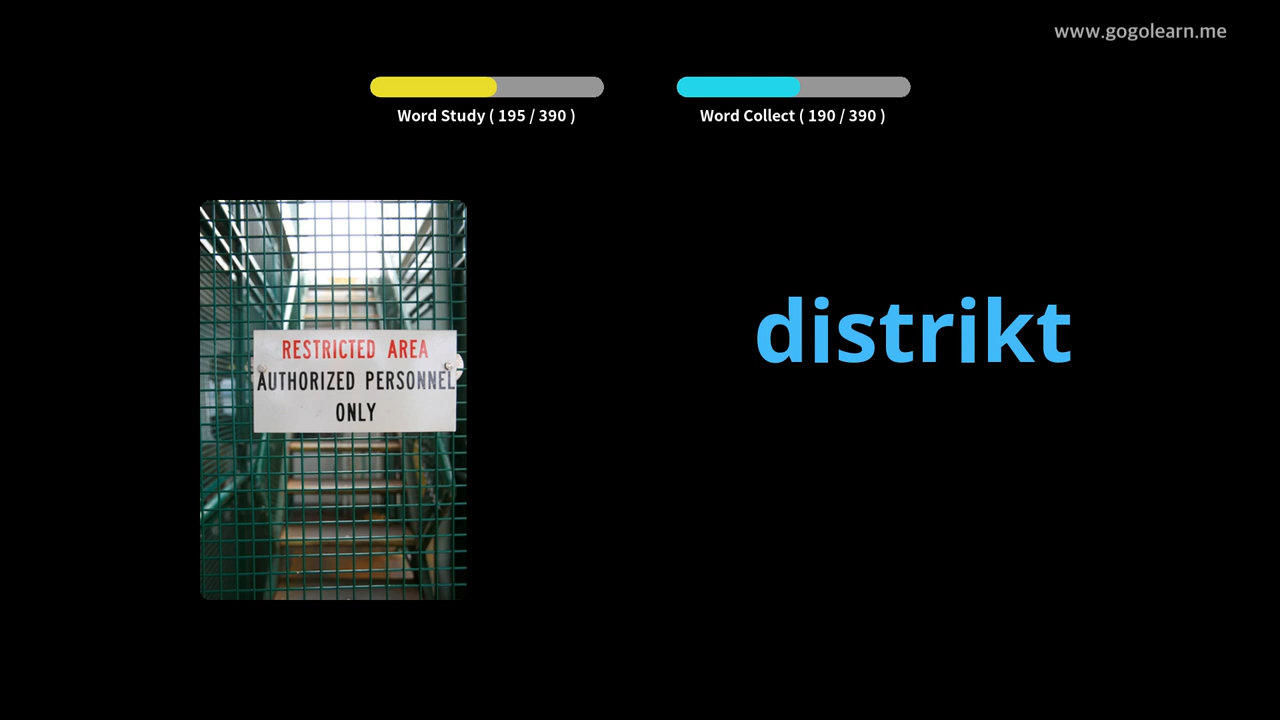 www.gogolearn.me
Word Study ( 195 / 390 )
Word Collect ( 190 / 390 )
RESTRICTED AREA
AUTHORIZED PERSONNEL
ONLY
distrikt